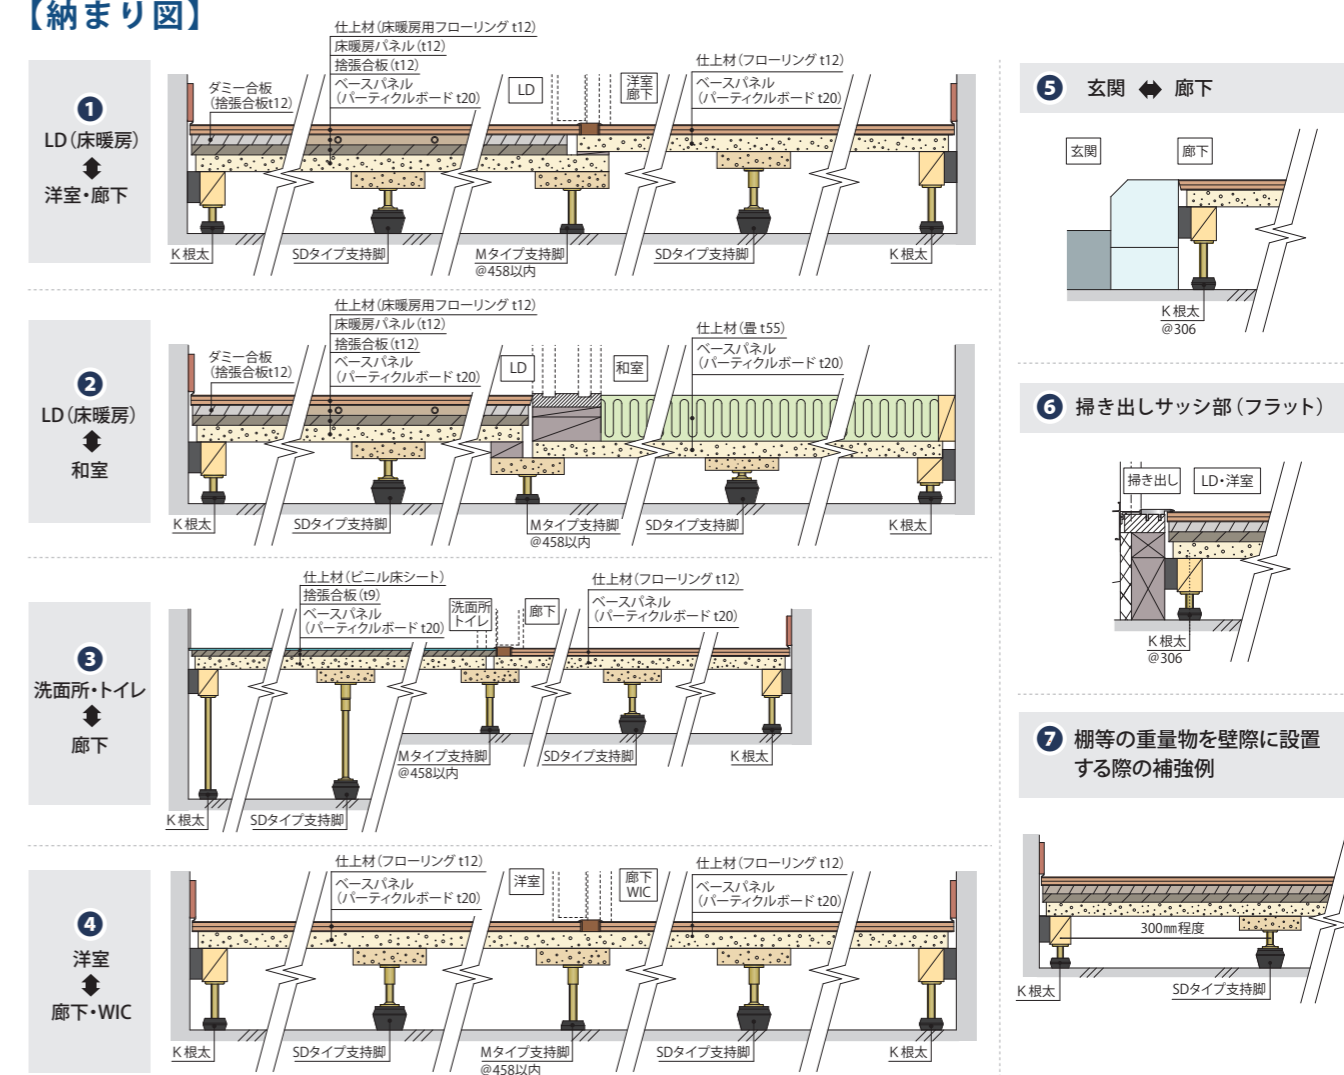 【納まり図】
1
LD（床暖房）
洋室・廊下
ダミー合板
（捨張合板t12）
仕上材（床暖房用フローリング t12）
床暖房パネル（t12）
捨張合板（t12）
ベースパネル
（パーティクルボード t20）
LD
洋室
廊下
仕上材（フローリング t12）
ベースパネル
（パーティクルボード t20）
K根太
SDタイプ支持脚
Mタイプ支持脚
@458以内
SDタイプ支持脚
K根太
2
LD（床暖房）
和室
ダミー合板
（捨張合板t12）
仕上材（床暖房用フローリング t12）
床暖房パネル（t12）
捨張合板（t12）
ベースパネル
（パーティクルボード t20）
LD
和室
仕上材（畳 t55）
ベースパネル
（パーティクルボード t20）
K根太
SDタイプ支持脚
Mタイプ支持脚
@458以内
SDタイプ支持脚
K根太
3
洗面所・トイレ
廊下
仕上材（ビニル床シート）
捨張合板（t9）
ベースパネル
（パーティクルボード t20）
洗面所
トイレ
廊下
仕上材（フローリング t12）
ベースパネル
（パーティクルボード t20）
K根太
SDタイプ支持脚
Mタイプ支持脚
@458以内
SDタイプ支持脚
K根太
4
洋室
廊下・WIC
仕上材（フローリング t12）
ベースパネル
（パーティクルボード t20）
洋室
廊下
WIC
仕上材（フローリング t12）
ベースパネル
（パーティクルボード t20）
K根太
SDタイプ支持脚
Mタイプ支持脚
@458以内
SDタイプ支持脚
K根太
5 玄関 ⬌ 廊下
玄関
廊下
K根太
@306
6 掃き出しサッシ部（フラット）
掃き出し
LD・洋室
K根太
@306
7 棚等の重量物を壁際に設置
する際の補強例
300㎜程度
K根太
SDタイプ支持脚